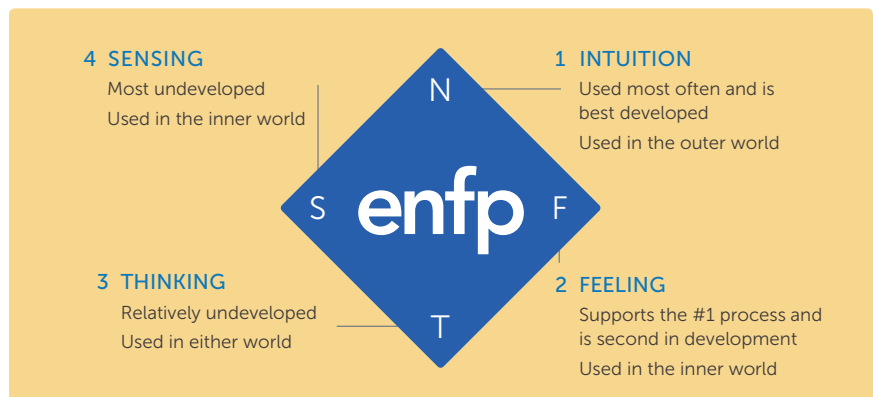 4 SENSING
Most undeveloped
Used in the inner world
1 INTUITION
Used most often and is
best developed
Used in the outer world
N
S
enfp
F
T
3 THINKING
Relatively undeveloped
Used in either world
2 FEELING
Supports the #1 process and
is second in development
Used in the inner world